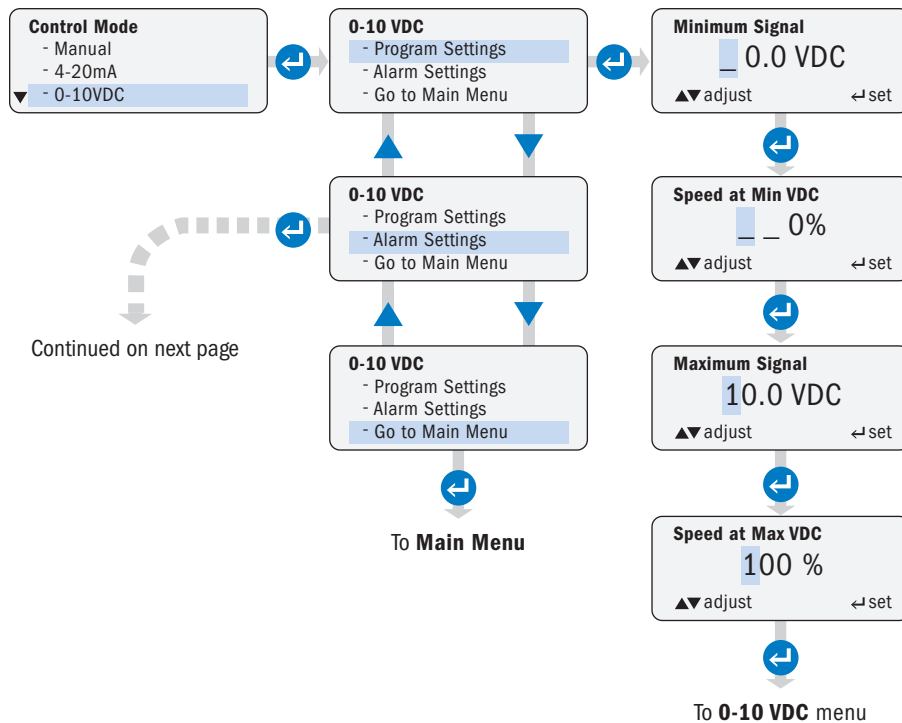 Control Mode
- Manual
- 4-20mA
▼ - 0-10VDC
0-10 VDC
- Program Settings
- Alarm Settings
- Go to Main Menu
Minimum Signal
_ 0.0 VDC
▲▼ adjust ↵ set
0-10 VDC
- Program Settings
- Alarm Settings
- Go to Main Menu
Speed at Min VDC
_ _ 0%
▲▼ adjust ↵ set
Continued on next page
0-10 VDC
- Program Settings
- Alarm Settings
- Go to Main Menu
Maximum Signal
10.0 VDC
▲▼ adjust ↵ set
To Main Menu
Speed at Max VDC
100 %
▲▼ adjust ↵ set
To 0-10 VDC menu